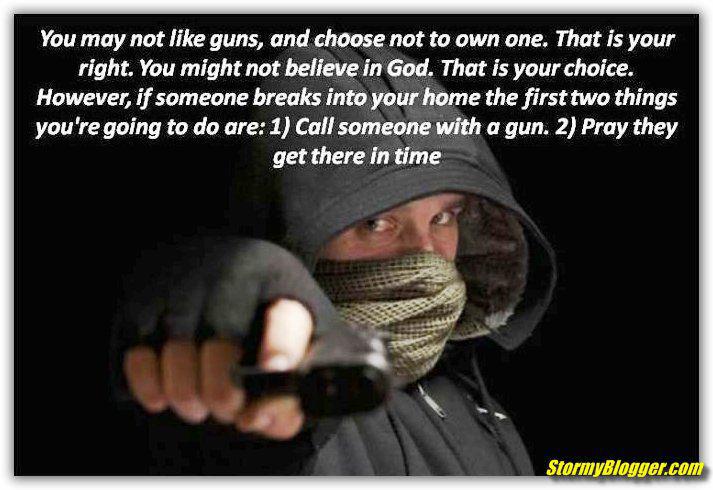 You may not like guns, and choose not to own one. That is your
right. You might not believe in God. That is your choice.
However, if someone breaks into your home the first two things
you're going to do are: 1) Call someone with a gun. 2) Pray they
get there in time
StormyBlogger.com